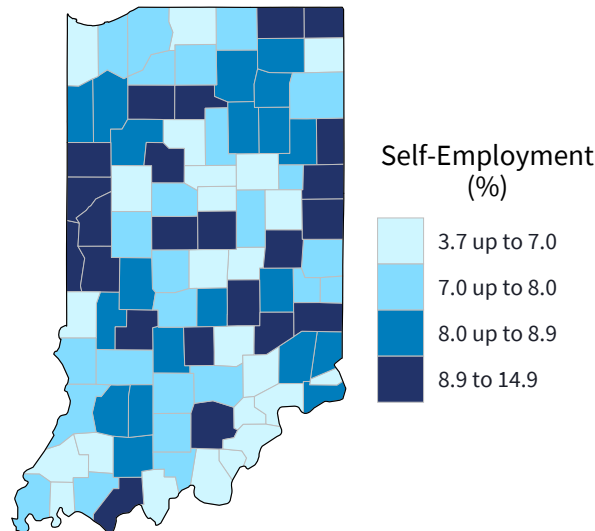 Self-Employment
(%)
3.7 up to 7.0
7.0 up to 8.0
8.0 up to 8.9
8.9 to 14.9